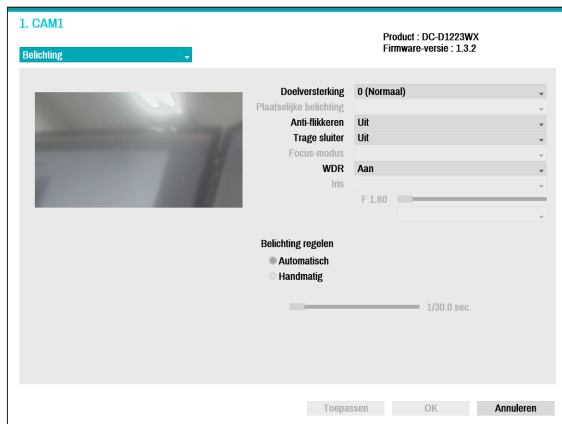 1. CAM1
Product : DC-D1223WX
Firmware-versie : 1.3.2
Belichting
Doelversterking 0 (Normaal)
Plaatselijke belichting
Anti-flikkeren Uit
Trage sluiter Uit
Focus-modus
WDR Aan
Iris
F 1.60
Belichting regelen
Automatisch
Handmatig
1/30.0 sec.
Toepassen OK Annuleren